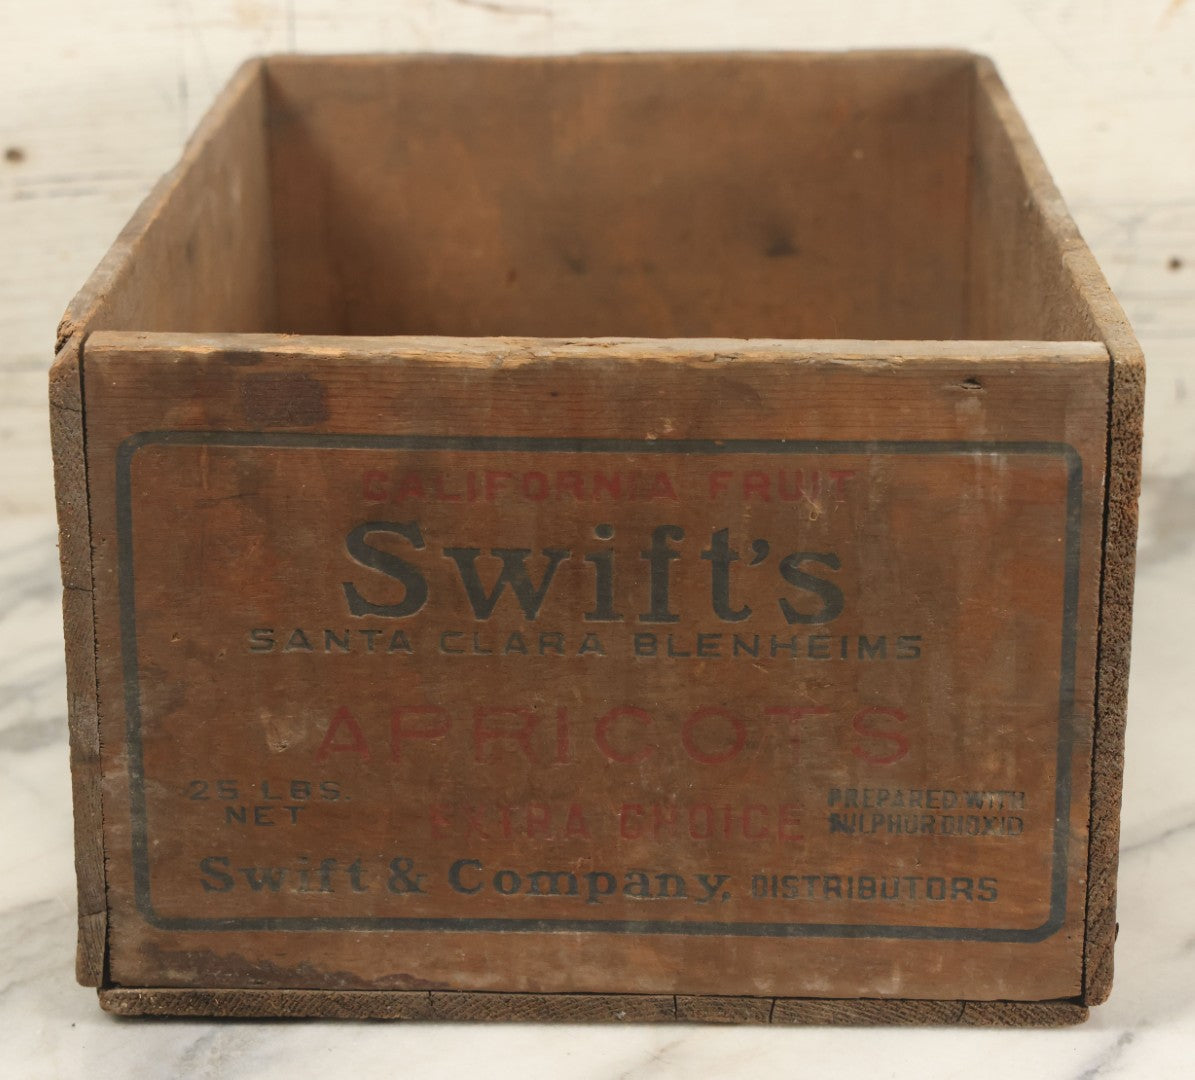 CALIFORNIA FRUIT
Swift's
SANTA CLARA BLENHEIMS
APRICOTS
25 LBS.
NET
EXTRA CHOICE
PREPARED WITH
SULPHUR DIOXID
Swift & Company, DISTRIBUTORS